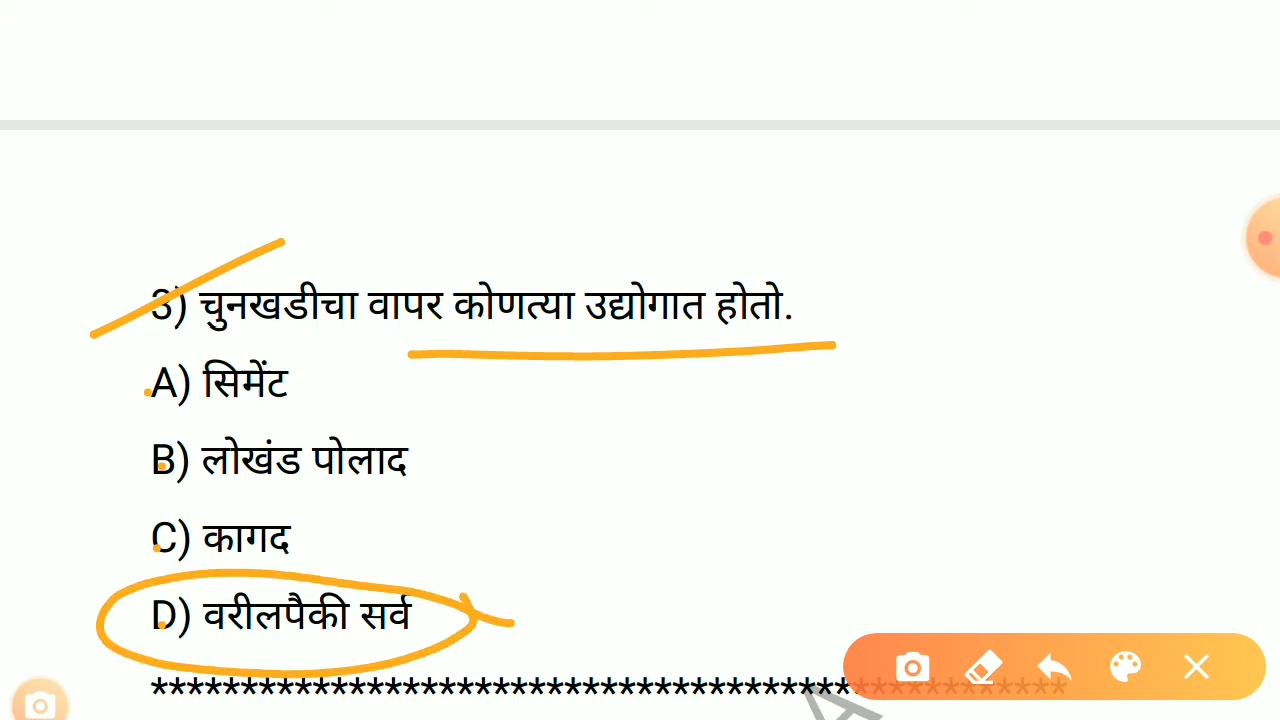 3) चुनखडीचा वापर कोणत्या उद्योगात होतो.
A) सिमेंट
B) लोखंड पोलाद
C) कागद
D) वरीलपैकी सर्व
***************************************************
A